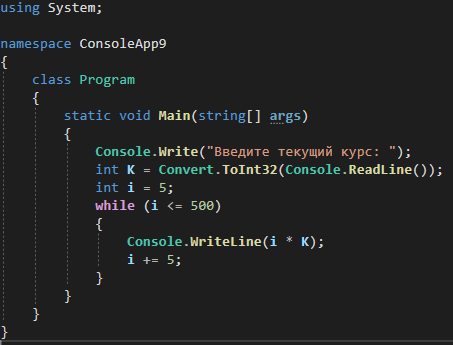 using System;
namespace ConsoleApp9
{
class Program
{
static void Main(string[] args)
{
Console.Write("Введите текущий курс: ");
int K = Convert.ToInt32(Console.ReadLine());
int i = 5;
while (i <= 500)
{
Console.WriteLine(i * K);
i += 5;
}
}
}
}